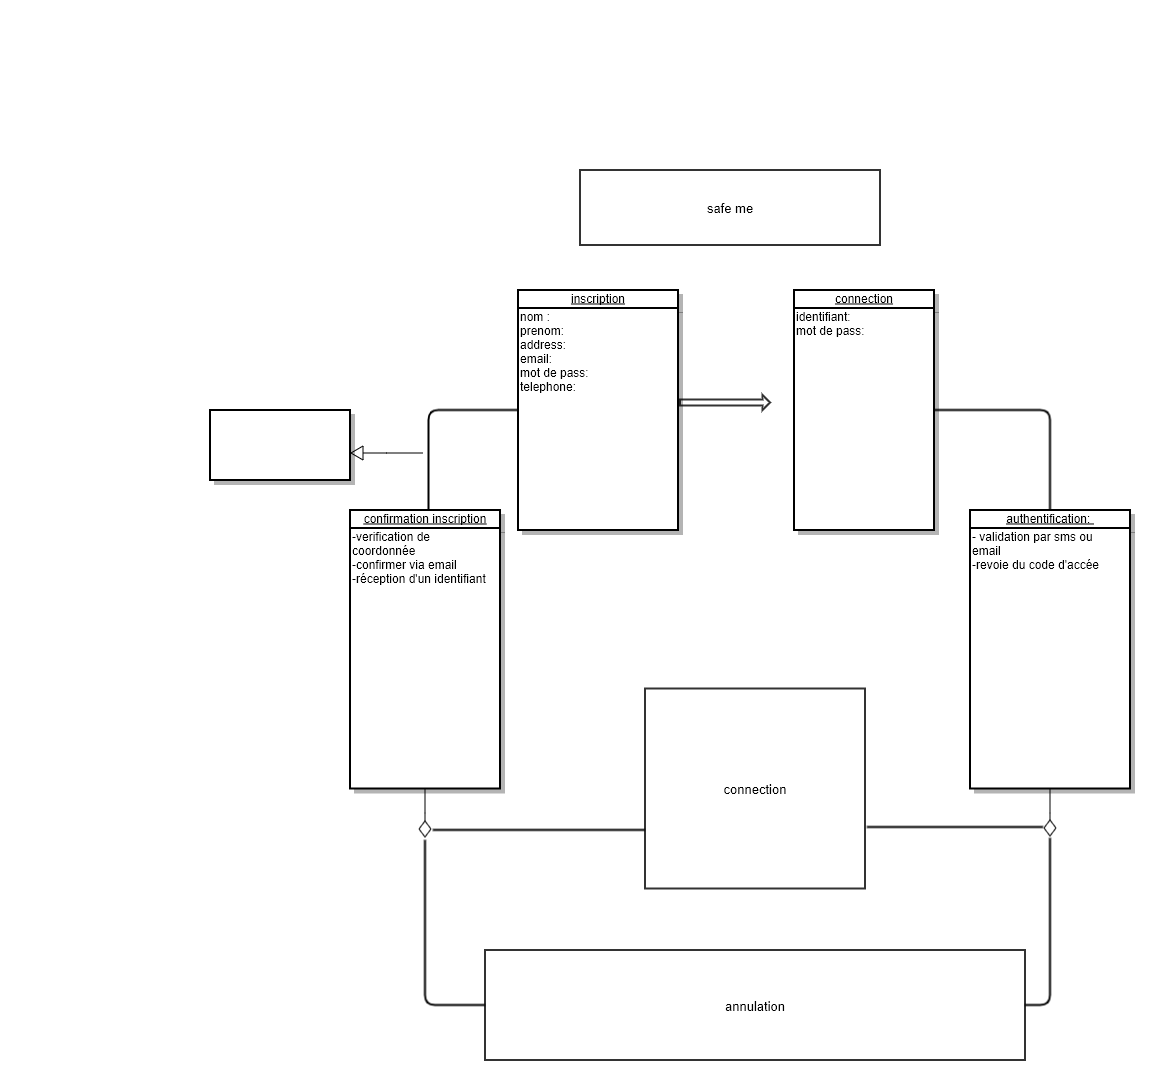 safe me
inscription
nom :
prenom:
address:
email:
mot de pass:
telephone:
connection
identifiant:
mot de pass:
confirmation inscription
-verification de
coordonnée
-confirmer via email
-réception d'un identifiant
authentification:
- validation par sms ou
email
-revoie du code d'accée
connection
annulation